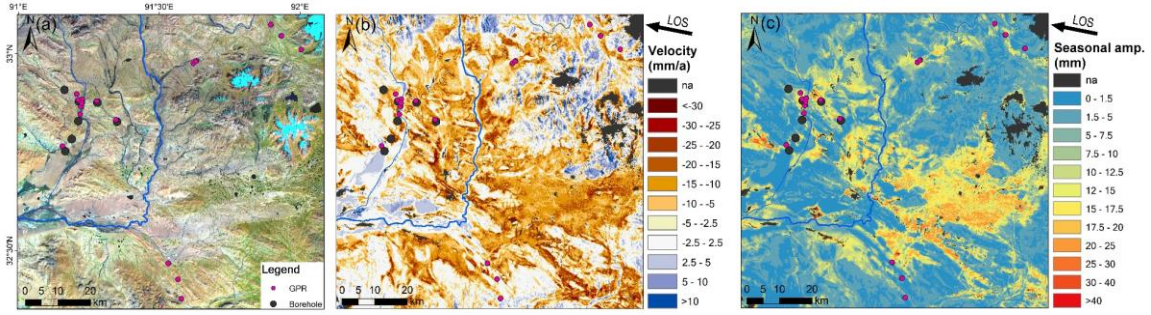 91°E
91°30'E
92°E
33°N
32°30'N
(a)
N
Legend
GPR
Borehole
0 5 10 20
km
(b)
N
LOS
Velocity
(mm/a)
na
<-30
-30 - -25
-25 - -20
-20 - -15
-15 - -10
-10 - -5
-5 - -2.5
-2.5 - 2.5
2.5 - 5
5 - 10
>10
0 5 10 20
km
(c)
N
LOS
Seasonal amp.
(mm)
na
0 - 1.5
1.5 - 5
5 - 7.5
7.5 - 10
10 - 12.5
12 - 15
15 - 17.5
17.5 - 20
20 - 25
25 - 30
30 - 40
>40
0 5 10 20
km